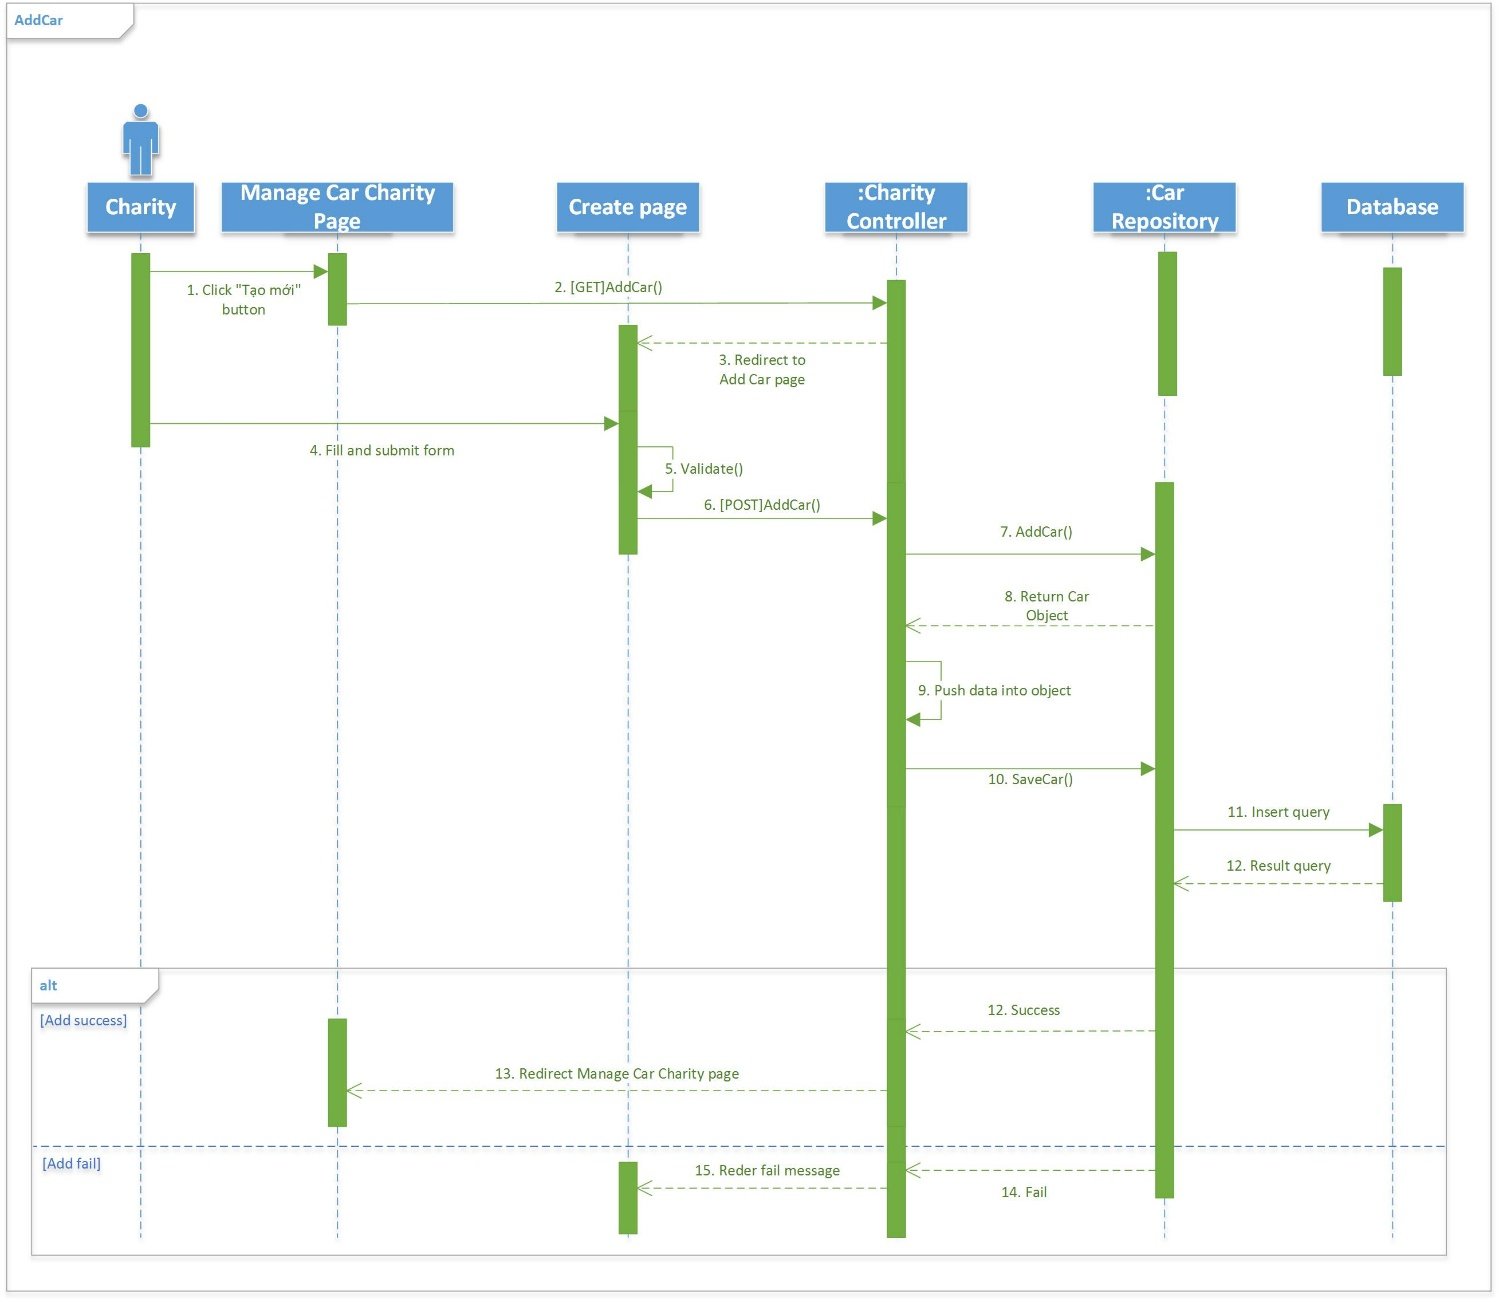 AddCar
Charity
Manage Car Charity
Page
Create page
:Charity
Controller
:Car
Repository
Database
1. Click "Tạo mới"
button
2. [GET]AddCar()
3. Redirect to
Add Car page
4. Fill and submit form
5. Validate()
6. [POST]AddCar()
7. AddCar()
8. Return Car
Object
9. Push data into object
10. SaveCar()
11. Insert query
12. Result query
alt
[Add success]
12. Success
13. Redirect Manage Car Charity page
[Add fail]
15. Reder fail message
14. Fail